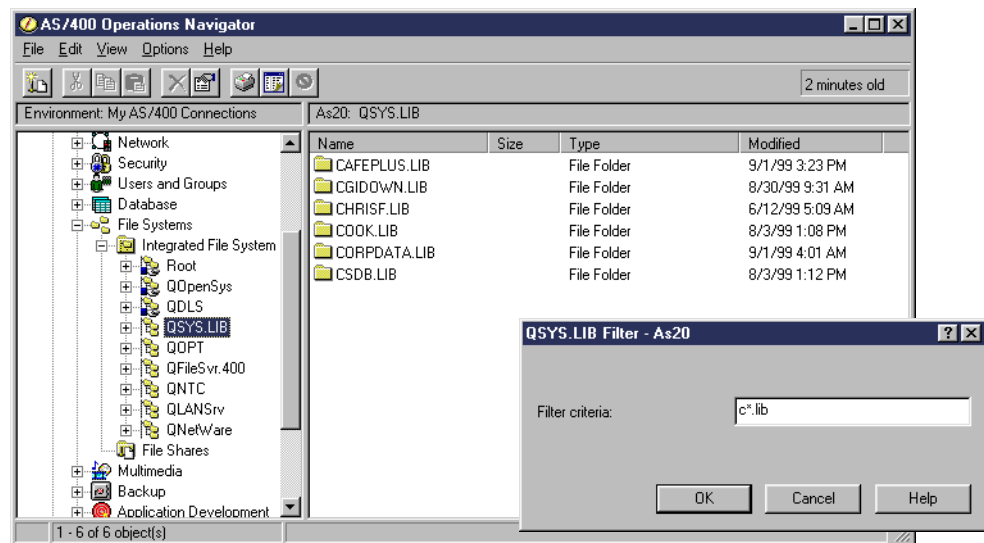 AS/400 Operations Navigator
File Edit View Options Help
2 minutes old
Environment: My AS/400 Connections
As20: QSYS.LIB
Network
Security
Users and Groups
Database
File Systems
Integrated File System
Root
QOpenSys
QDLS
QSYS.LIB
QOPT
QFileSvr.400
QNTC
QLANSrv
QNetWare
File Shares
Multimedia
Backup
Application Development
Name Size Type Modified
CAFEPLUS.LIB File Folder 9/1/99 3:23 PM
CGIDOWN.LIB File Folder 8/30/99 9:31 AM
CHRISF.LIB File Folder 6/12/99 5:09 AM
COOK.LIB File Folder 8/3/99 1:08 PM
CORPDATA.LIB File Folder 9/1/99 4:01 AM
CSDB.LIB File Folder 8/3/99 1:12 PM
1 - 6 of 6 object(s)
QSYS.LIB Filter - As20
Filter criteria: c*.lib
OK Cancel Help